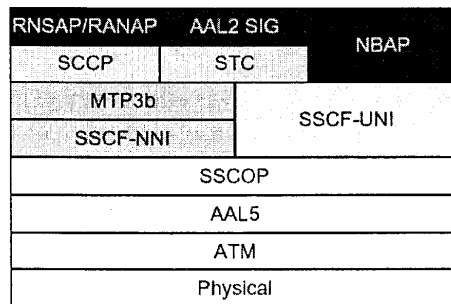 RNSAP/RANAP AAL2 SIG NBAP
SCCP STC
MTP3b
SSCF-UNI
SSCF-NNI
SSCOP
AAL5
ATM
Physical